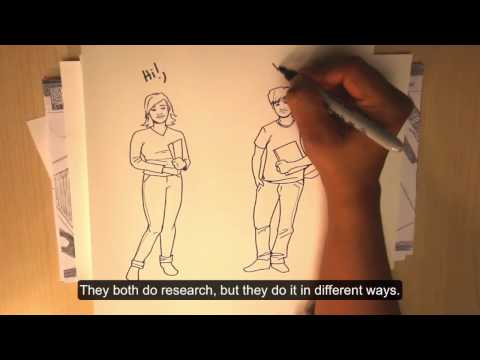 Hi!
They both do research, but they do it in different ways.